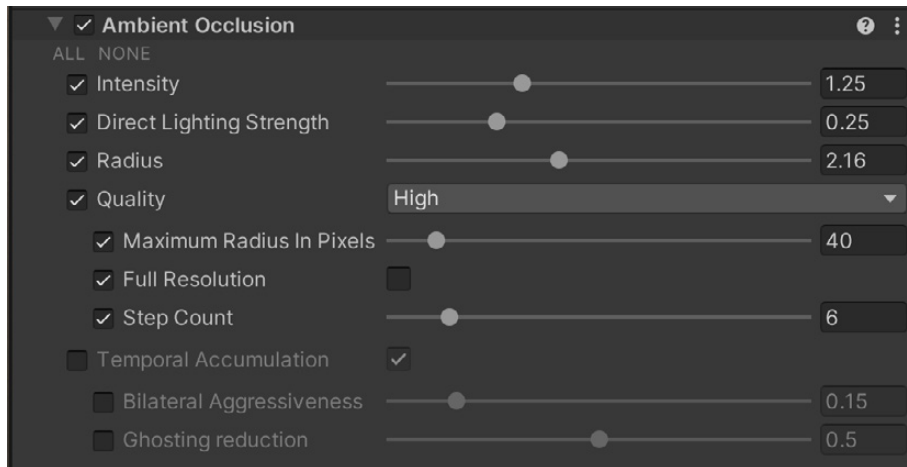 Ambient Occlusion
ALL NONE
Intensity 1.25
Direct Lighting Strength 0.25
Radius 2.16
Quality High
Maximum Radius In Pixels 40
Full Resolution
Step Count 6
Temporal Accumulation
Bilateral Aggressiveness 0.15
Ghosting reduction 0.5